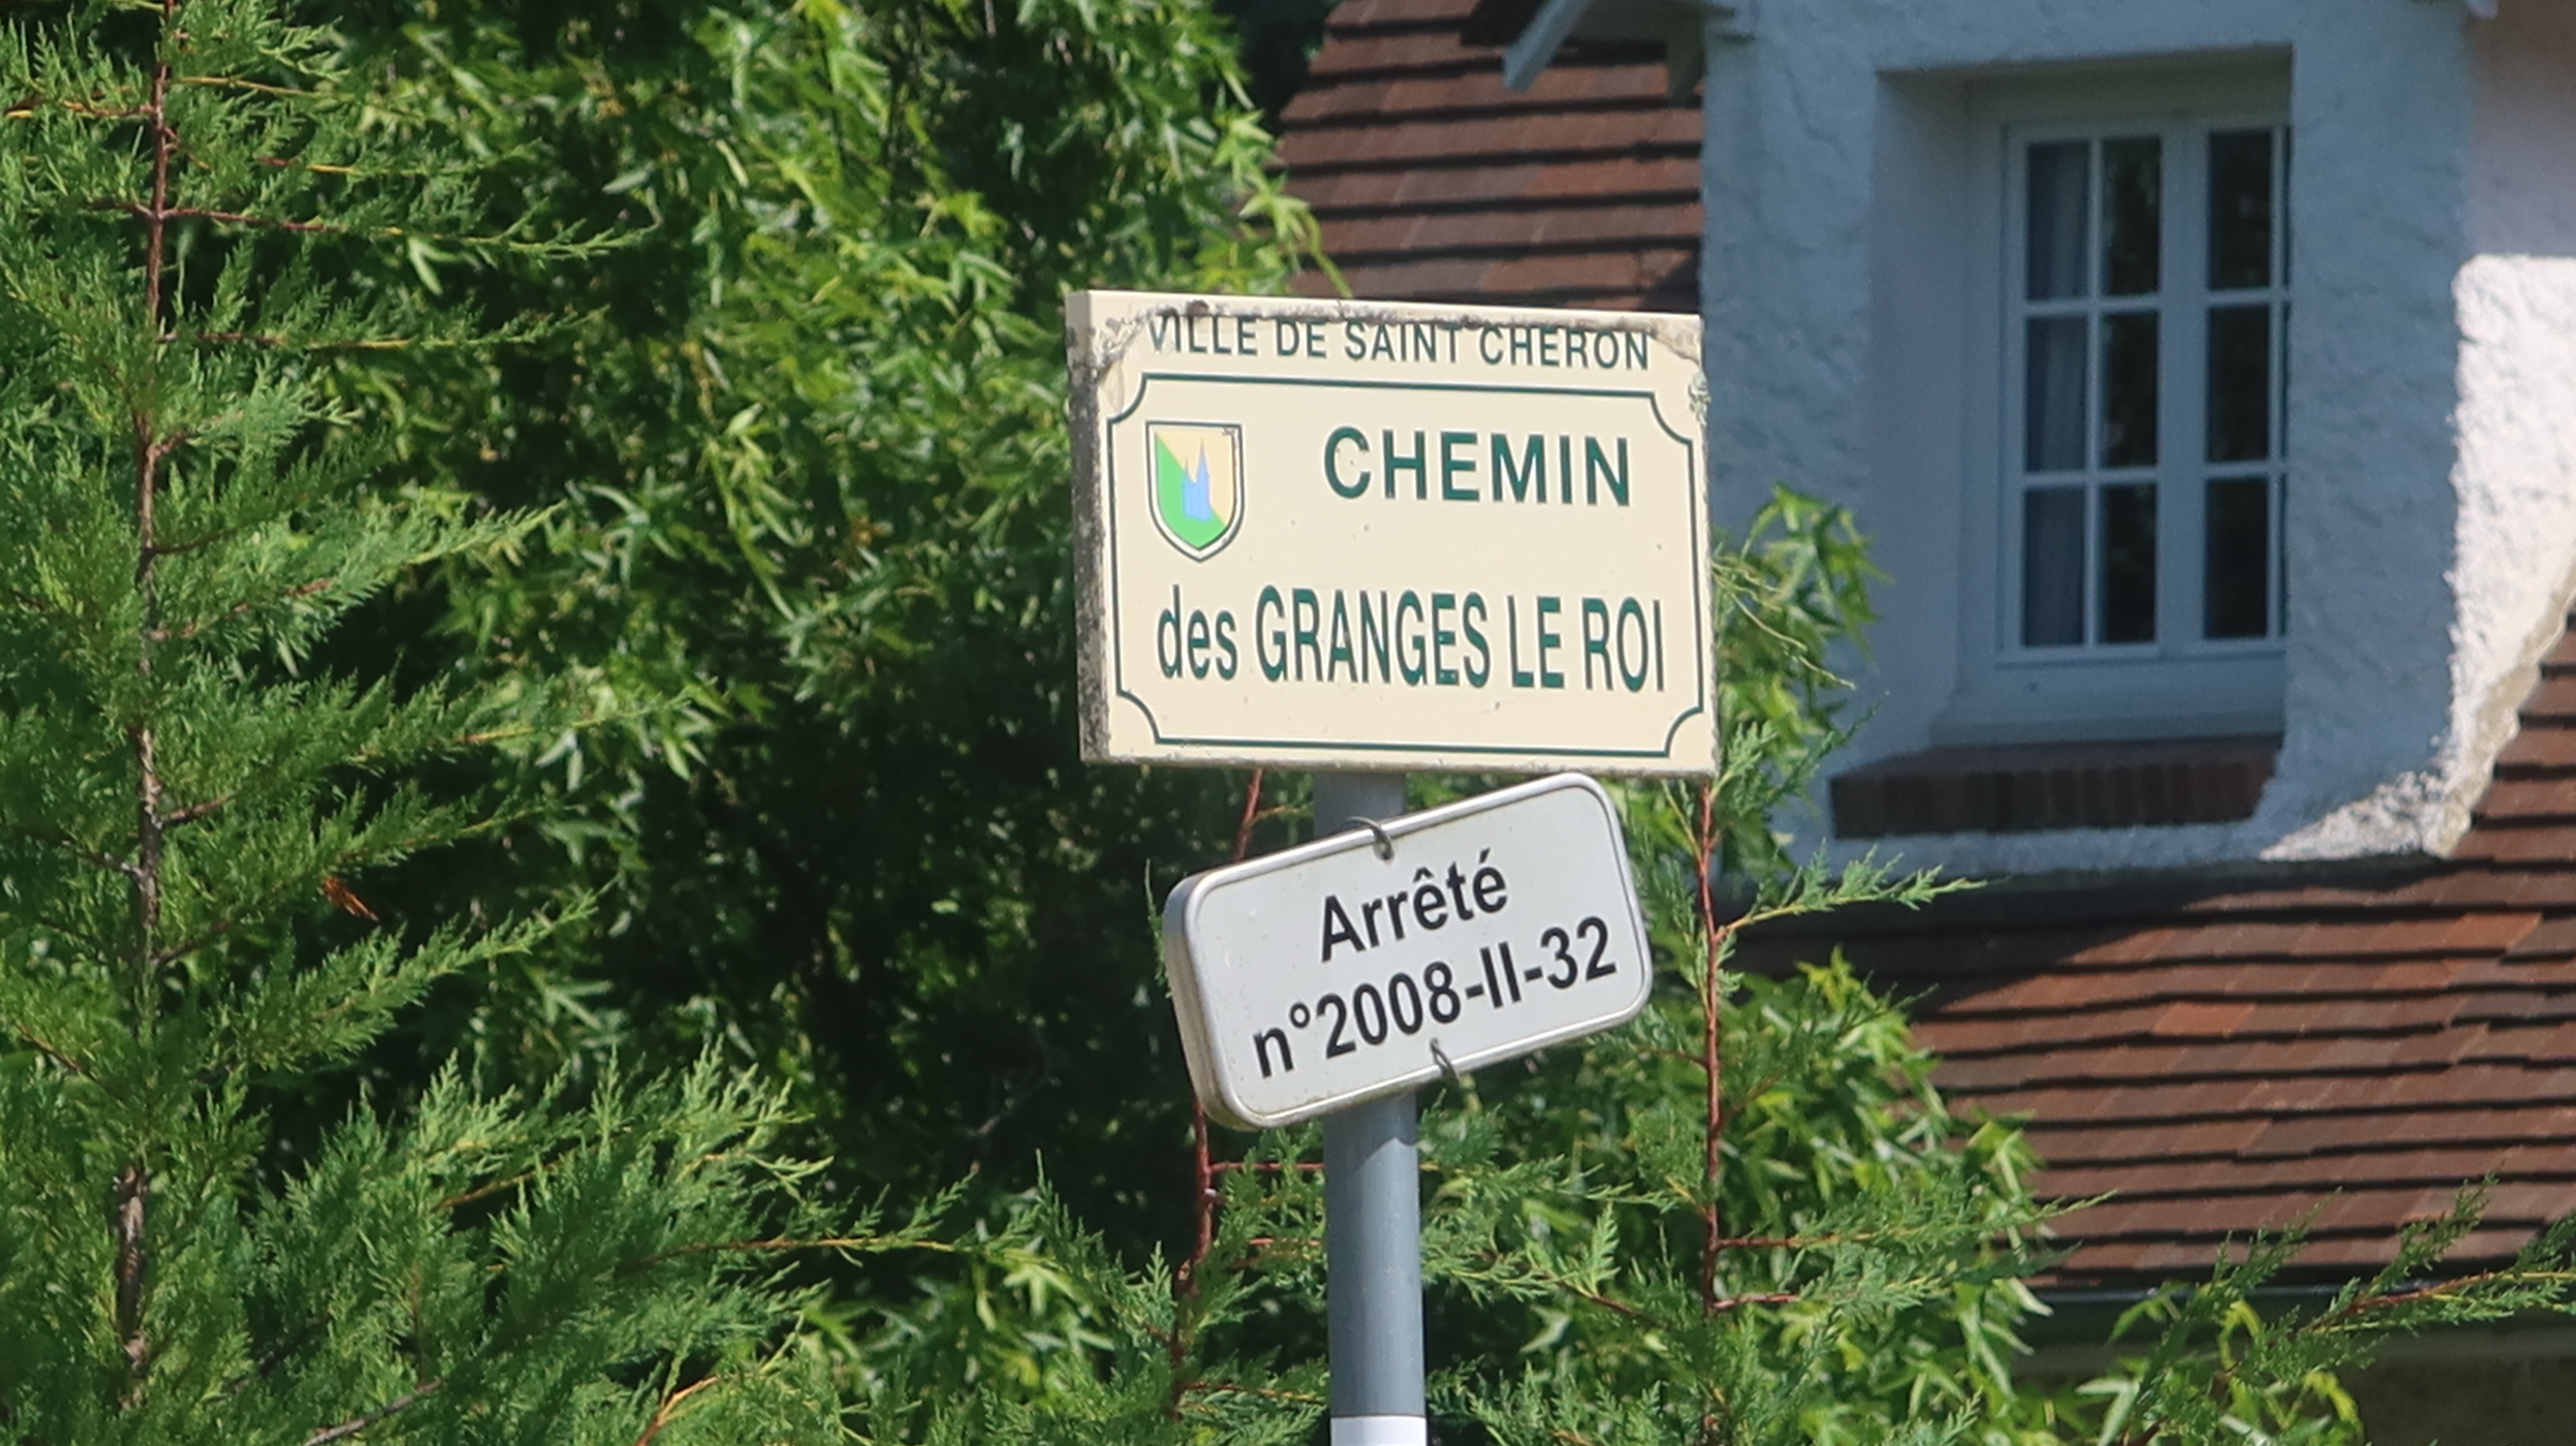 VILLE DE SAINT CHERON
CHEMIN
des GRANGES LE ROI
Arrêté
n°2008-II-32